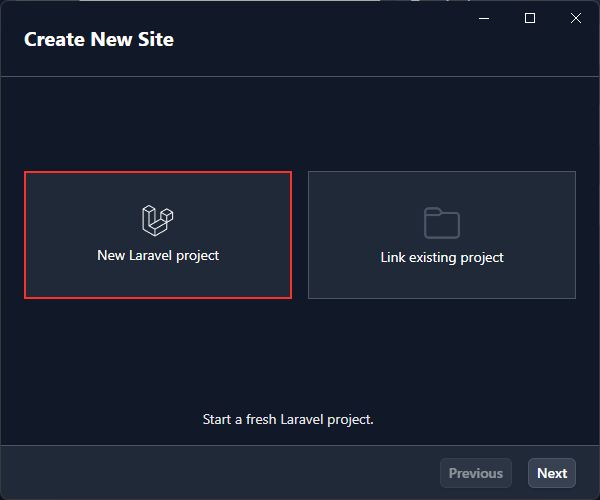 Create New Site
New Laravel project
Link existing project
Start a fresh Laravel project.
Previous
Next